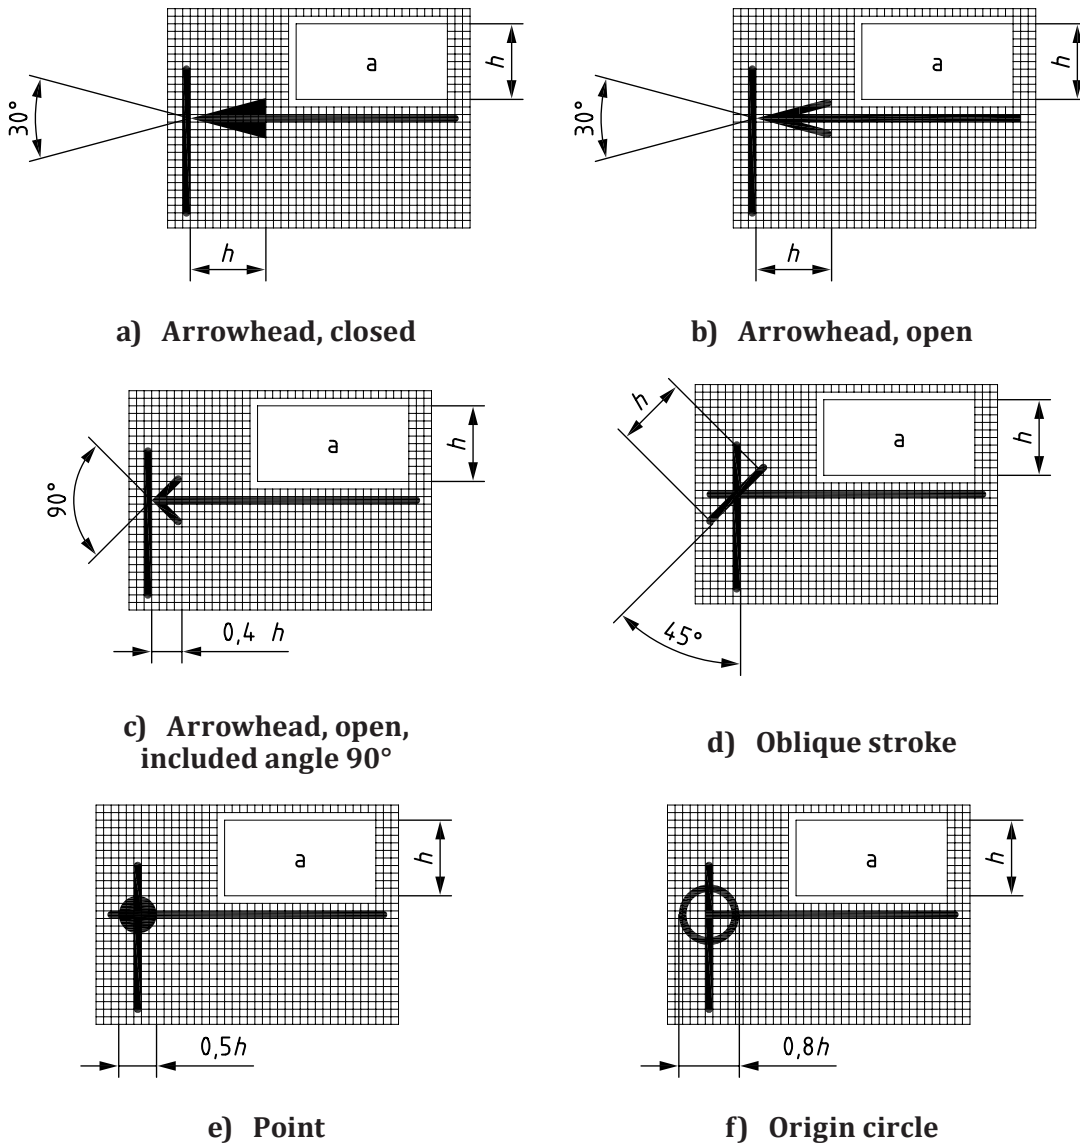 a
h
30°
h
a) Arrowhead, closed
a
h
30°
h
b) Arrowhead, open
a
h
90°
0,4 h
c) Arrowhead, open,
included angle 90°
h
a
h
45°
d) Oblique stroke
a
h
0,5h
e) Point
a
h
0,8h
f) Origin circle